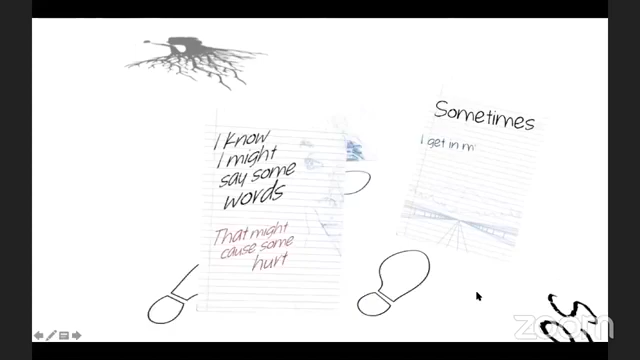 I know
I might
say some
words
That might
cause some
hurt
Sometimes
I get in m
zoom